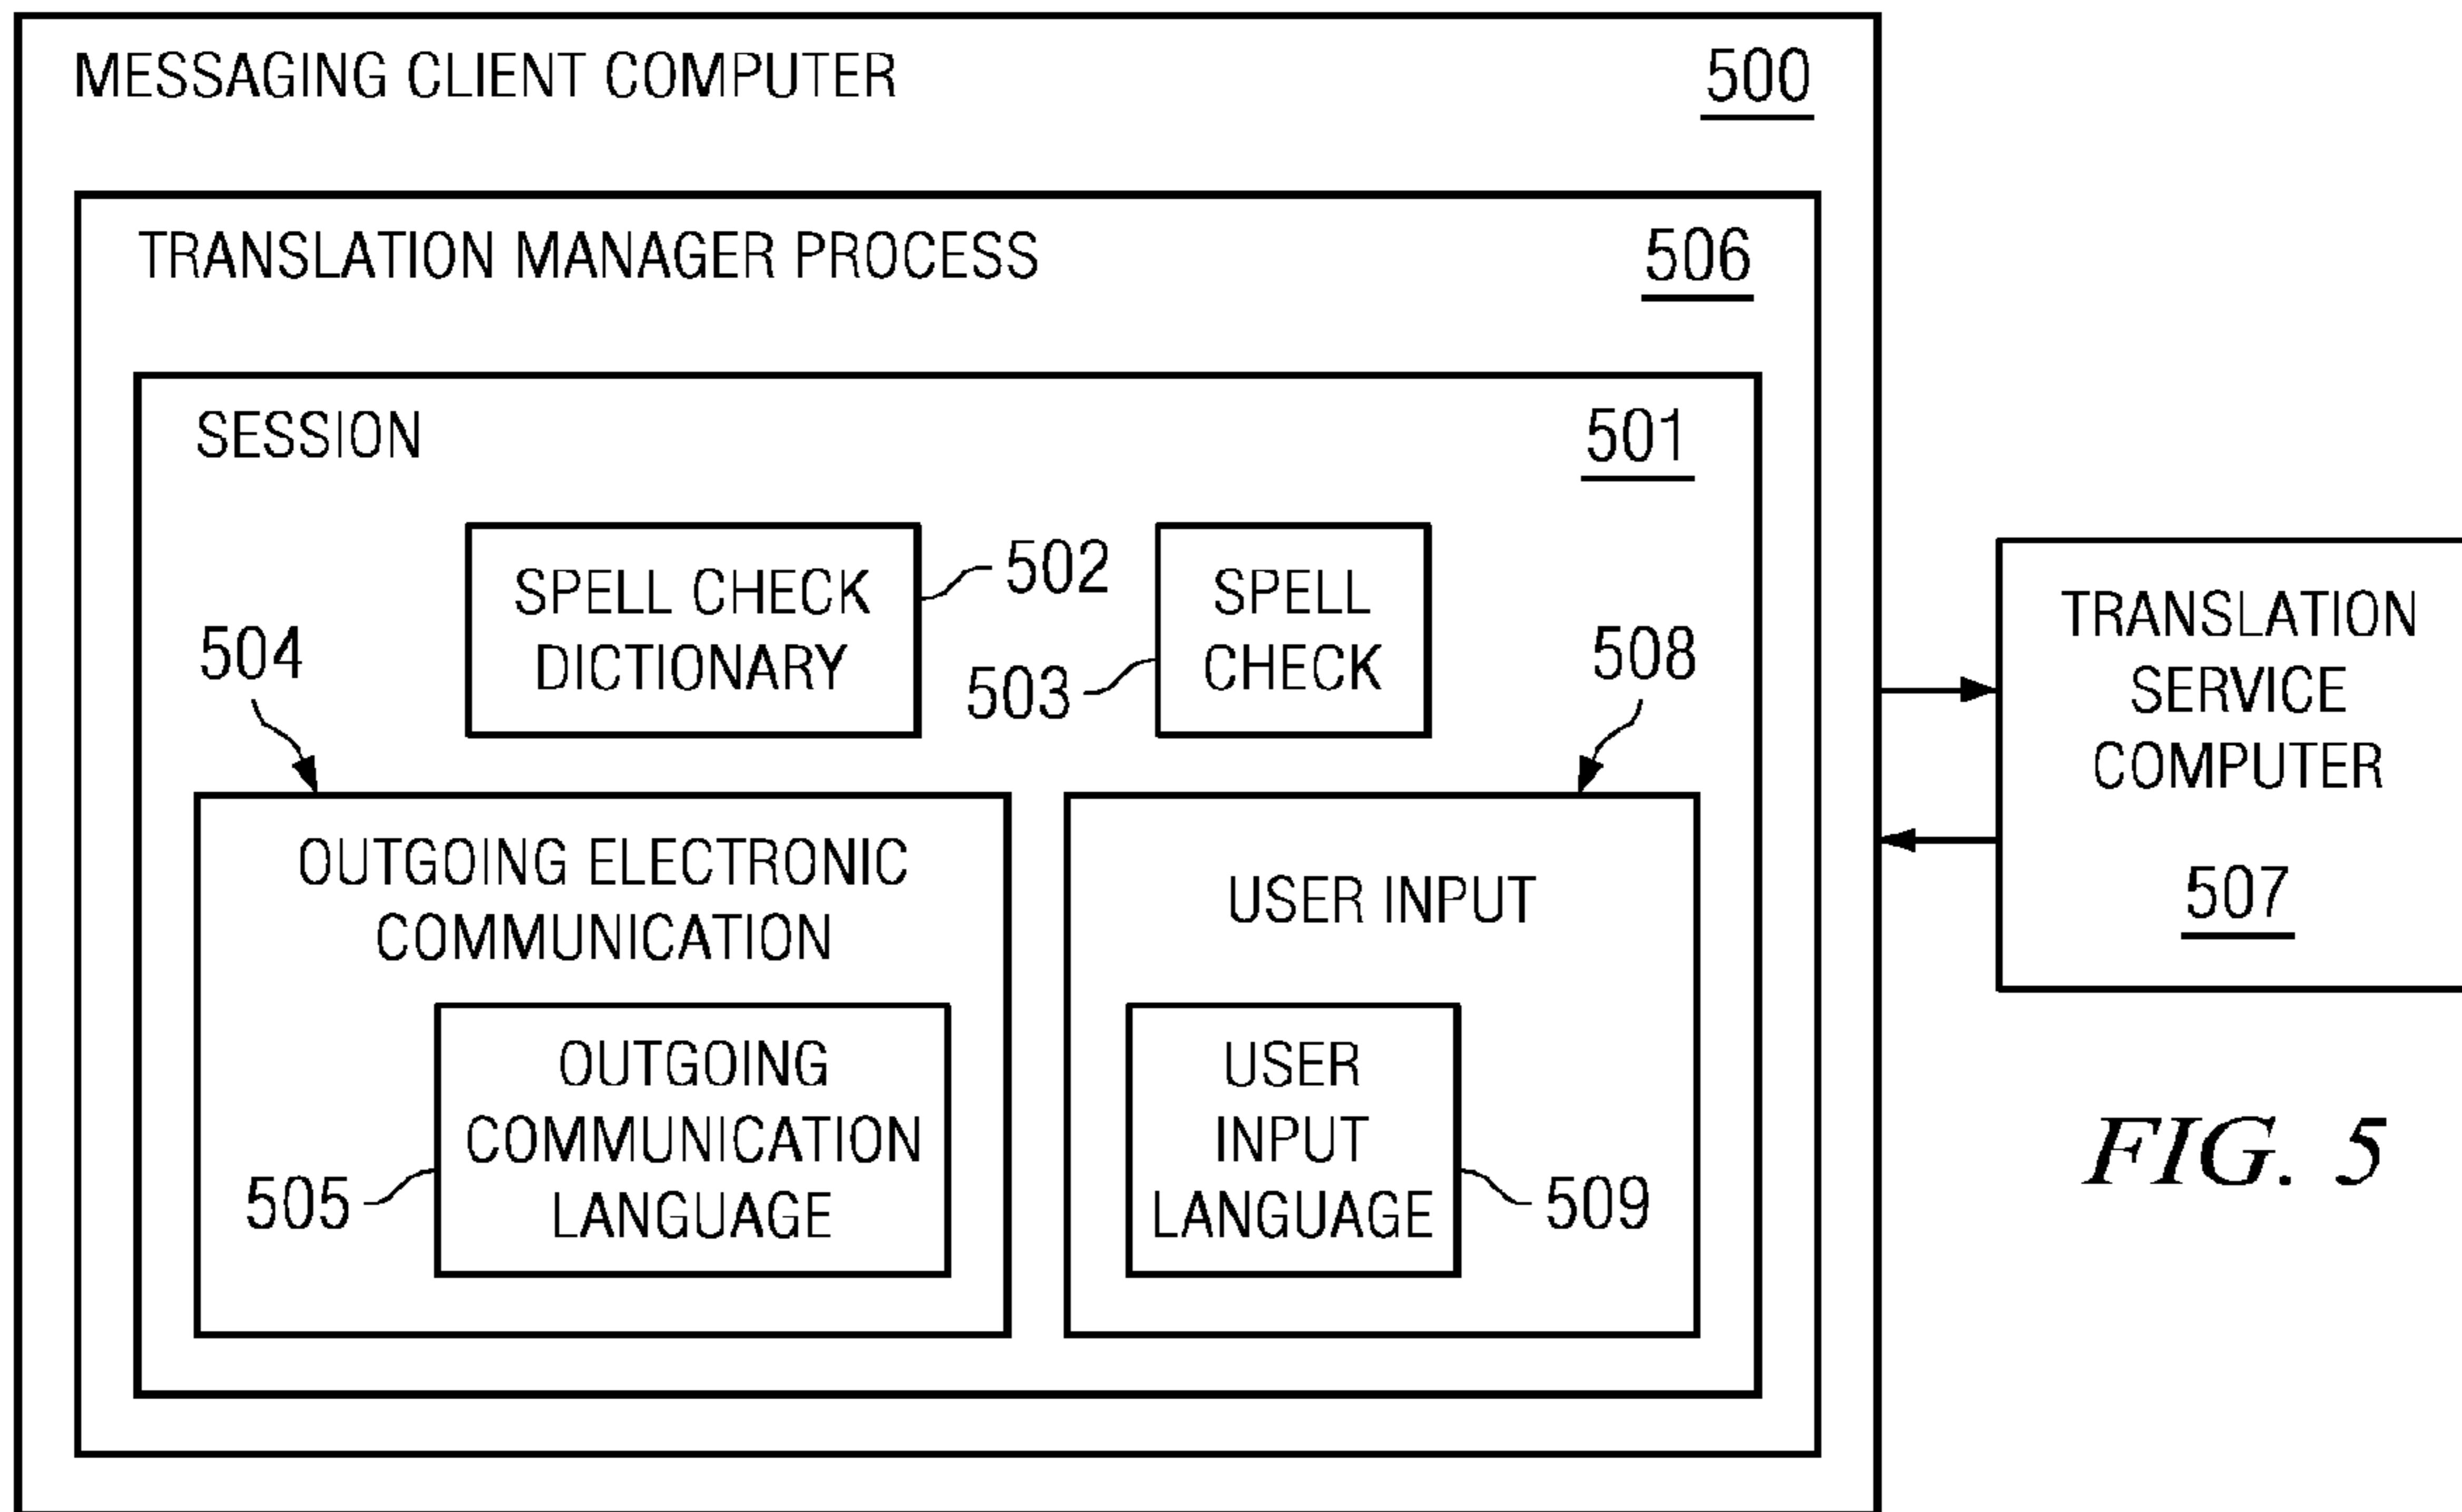 MESSAGING CLIENT COMPUTER 500
TRANSLATION MANAGER PROCESS 506
SESSION 501
SPELL CHECK
DICTIONARY
502
SPELL
CHECK
503
504
508
OUTGOING ELECTRONIC
COMMUNICATION
OUTGOING
COMMUNICATION
LANGUAGE
505
USER INPUT
USER
INPUT
LANGUAGE
509
TRANSLATION
SERVICE
COMPUTER
507
FIG. 5